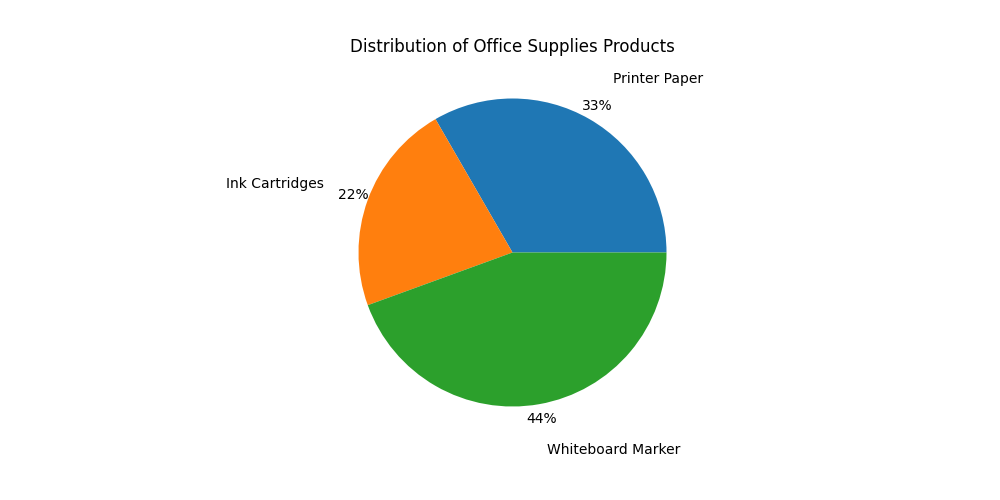 Distribution of Office Supplies Products
Printer Paper
33%
Ink Cartridges
22%
44%
Whiteboard Marker